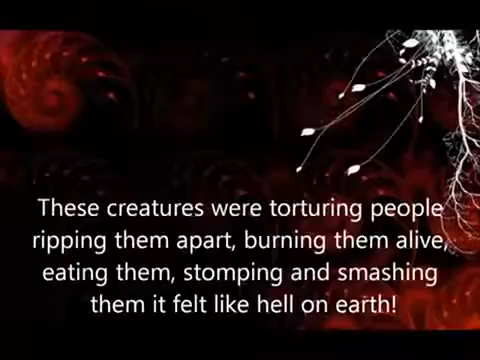 These creatures were torturing people
ripping them apart, burning them alive,
eating them, stomping and smashing
them it felt like hell on earth!